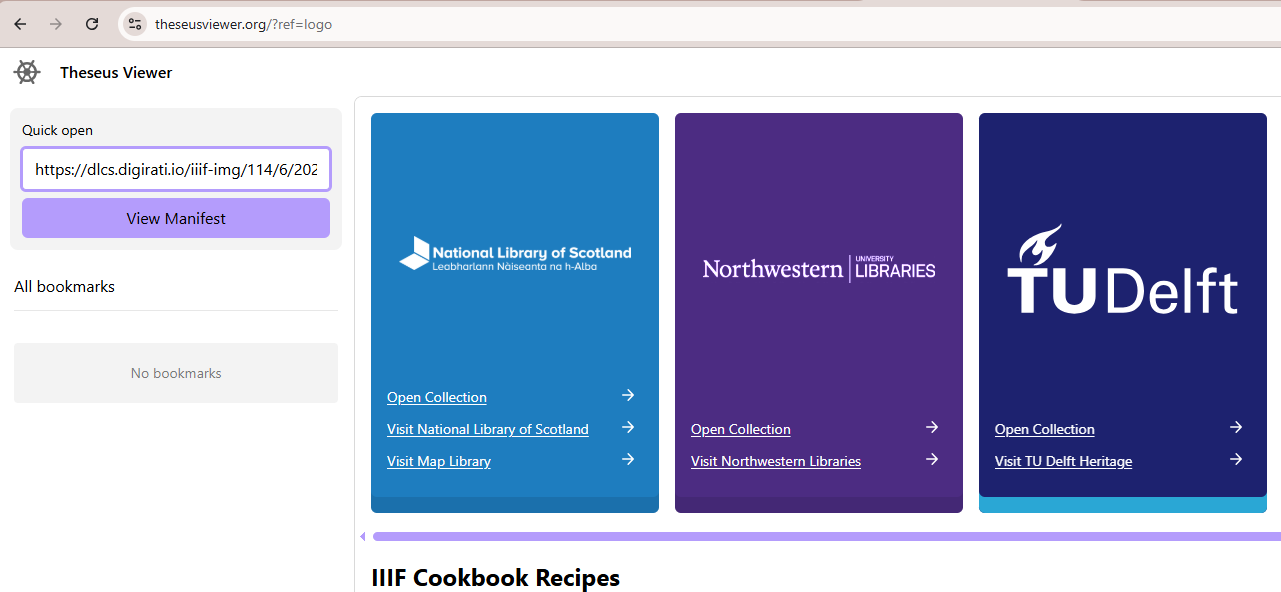 theseusviewer.org/?ref=logo
Theseus Viewer
Quick open
https://dlcs.digirati.io/iiif-img/114/6/202
View Manifest
All bookmarks
No bookmarks
National Library of Scotland
Leabharlann Nàiseanta na h-Alba
Open Collection
Visit National Library of Scotland
Visit Map Library
Northwestern UNIVERSITY LIBRARIES
Open Collection
Visit Northwestern Libraries
TUDelft
Open Collection
Visit TU Delft Heritage
IIIF Cookbook Recipes